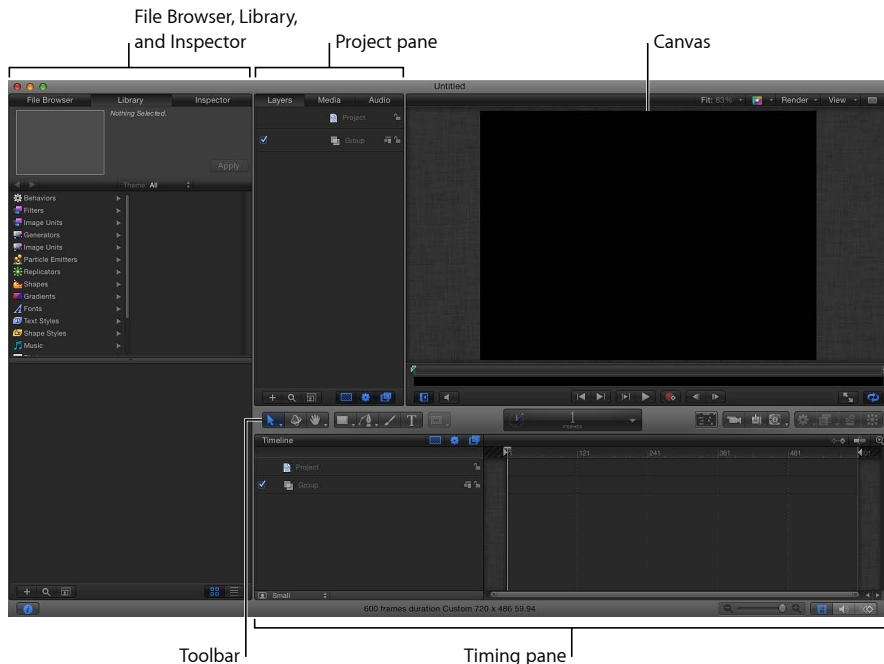 File Browser, Library,
and Inspector
Project pane
Canvas
Untitled
File Browser
Library
Inspector
Layers
Media
Audio
Fit: 83%
Render
View
Nothing Selected.
Apply
Theme: All
Project
Group
Behaviors
Filters
Image Units
Generators
Image Units
Particle Emitters
Replicators
Shapes
Gradients
Fonts
Text Styles
Shape Styles
Music
T
1
FRAMES
Timeline
121
241
361
481
Project
Group
Small
600 frames duration Custom 720 x 486 59.94
Toolbar
Timing pane